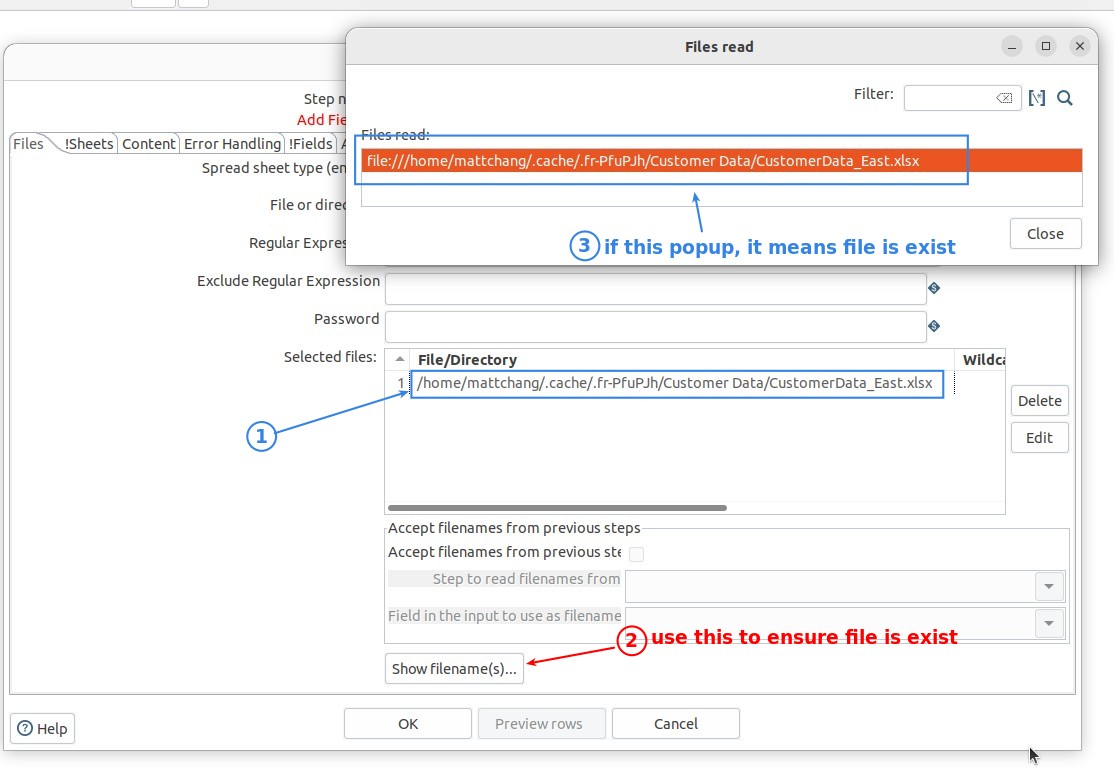 Files read
Filter:
[\*]
Files read:
file:///home/mattchang/.cache/.fr-PfuPJh/Customer Data/CustomerData_East.xlsx
3 if this popup, it means file is exist
Close
Step n
Add Fie
Files !Sheets Content Error Handling !Fields A
Spread sheet type (en
File or direc
Regular Expres
Exclude Regular Expression
Password
Selected files:
File/Directory Wildca
1 /home/mattchang/.cache/.fr-PfuPJh/Customer Data/CustomerData_East.xlsx
1
Delete
Edit
Accept filenames from previous steps
Accept filenames from previous ste
Step to read filenames from
Field in the input to use as filename
2 use this to ensure file is exist
Show filename(s)...
Help
OK
Preview rows
Cancel